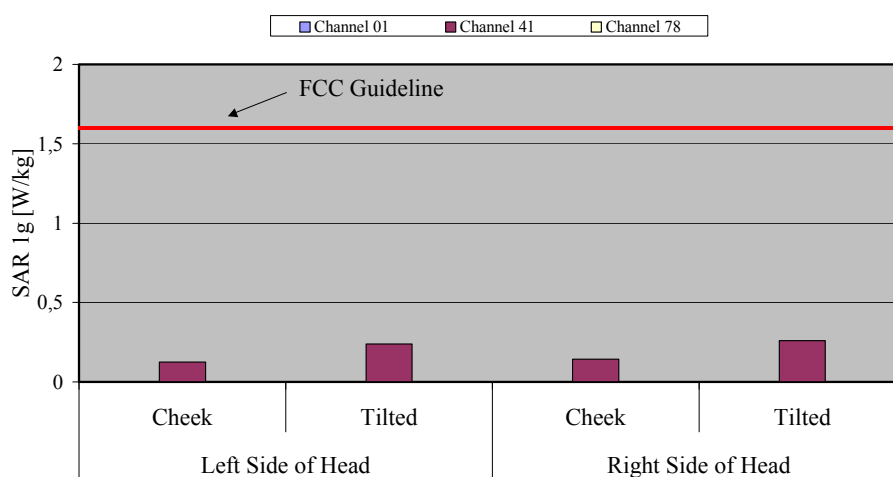 Channel 01 Channel 41 Channel 78
2
FCC Guideline
1,5
1
0,5
0
SAR 1g [W/kg]
Cheek Tilted Cheek Tilted
Left Side of Head Right Side of Head